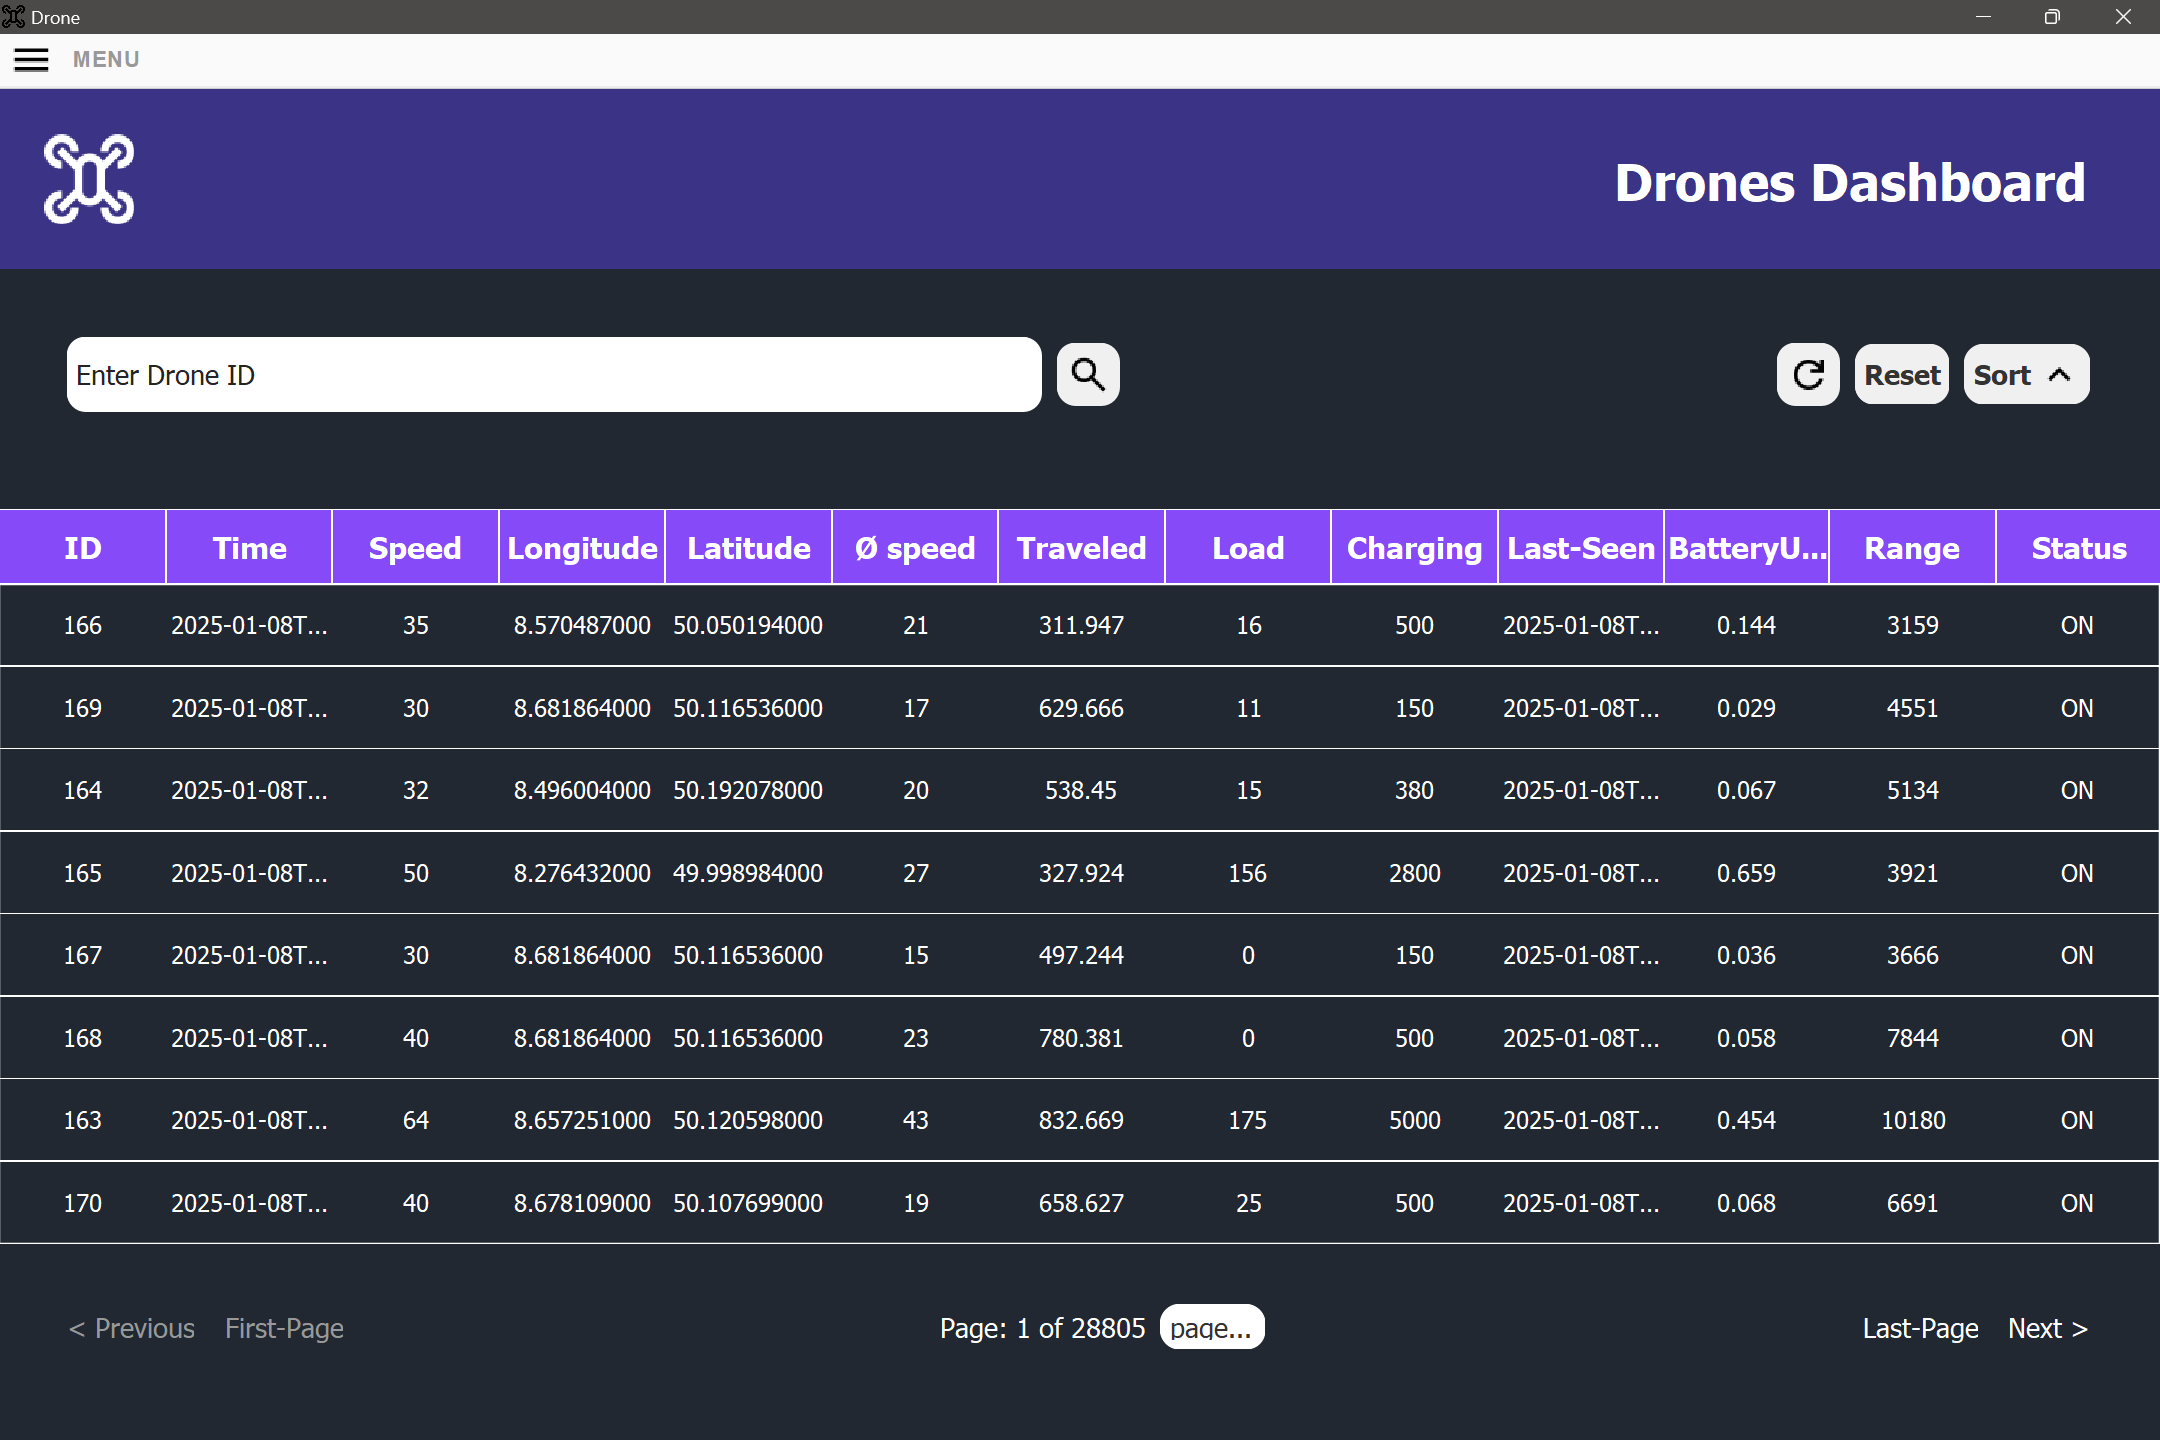 Drone
MENU
Drones Dashboard
Enter Drone ID
Reset Sort
ID Time Speed Longitude Latitude Ø speed Traveled Load Charging Last-Seen BatteryU... Range Status
166 2025-01-08T... 35 8.570487000 50.050194000 21 311.947 16 500 2025-01-08T... 0.144 3159 ON
169 2025-01-08T... 30 8.681864000 50.116536000 17 629.666 11 150 2025-01-08T... 0.029 4551 ON
164 2025-01-08T... 32 8.496004000 50.192078000 20 538.45 15 380 2025-01-08T... 0.067 5134 ON
165 2025-01-08T... 50 8.276432000 49.998984000 27 327.924 156 2800 2025-01-08T... 0.659 3921 ON
167 2025-01-08T... 30 8.681864000 50.116536000 15 497.244 0 150 2025-01-08T... 0.036 3666 ON
168 2025-01-08T... 40 8.681864000 50.116536000 23 780.381 0 500 2025-01-08T... 0.058 7844 ON
163 2025-01-08T... 64 8.657251000 50.120598000 43 832.669 175 5000 2025-01-08T... 0.454 10180 ON
170 2025-01-08T... 40 8.678109000 50.107699000 19 658.627 25 500 2025-01-08T... 0.068 6691 ON
< Previous First-Page Page: 1 of 28805 page... Last-Page Next >